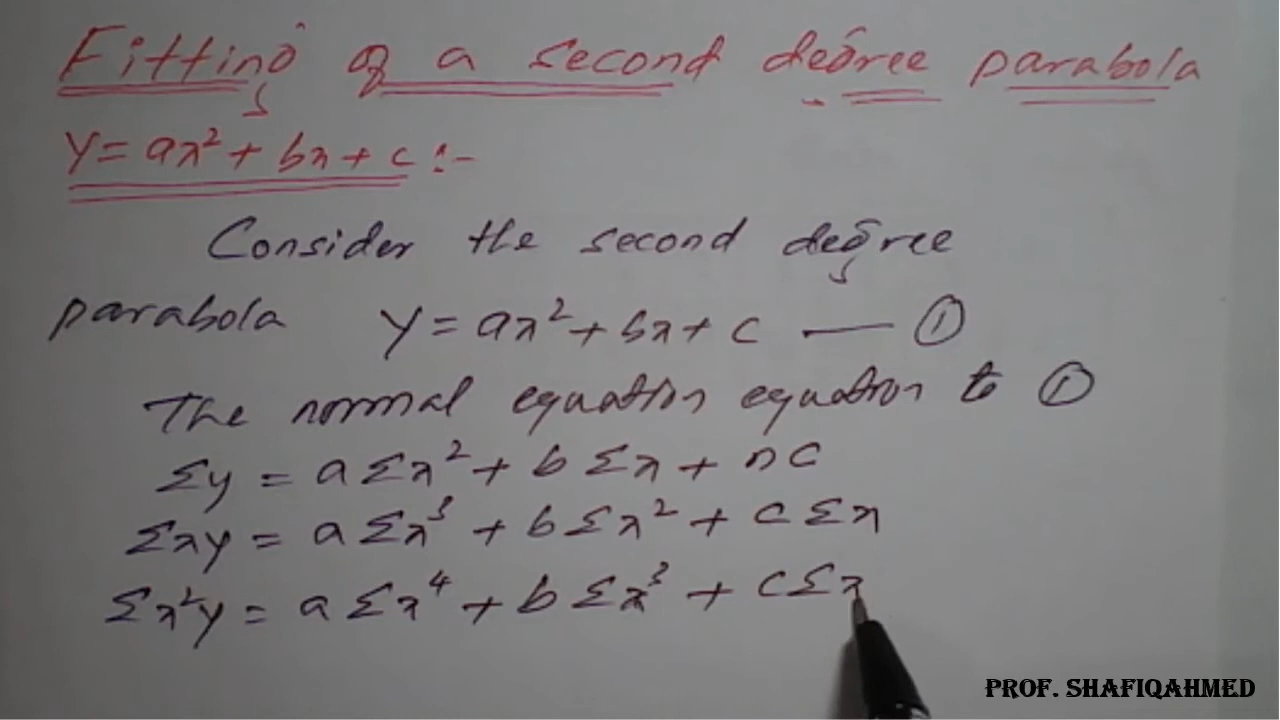 Fitting of a second degree parabola
y = ax² + bx + c :-
Consider the second degree
parabola y = ax² + bx + c — ①
The normal equation equation to ①
Σy = aΣx² + bΣx + nc
Σxy = aΣx³ + bΣx² + cΣx
Σx²y = aΣx⁴ + bΣx³ + cΣx
PROF. SHAFIQAHMED